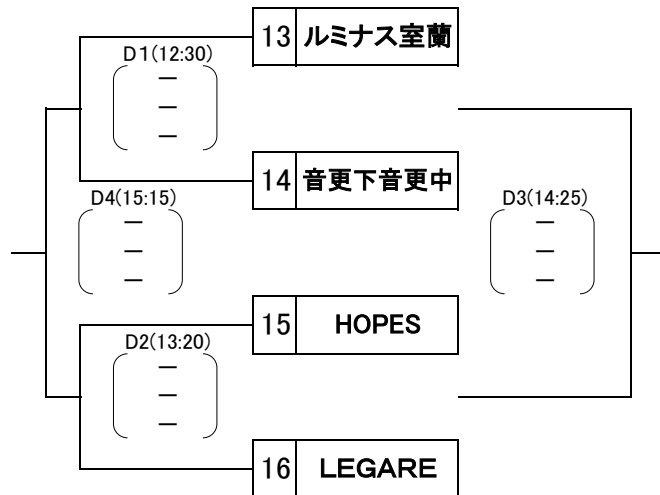 13 ルミナス室蘭
D1(12:30)
ー
ー
ー
14 音更下音更中
D4(15:15)
ー
ー
ー
D3(14:25)
ー
ー
ー
15 HOPES
D2(13:20)
ー
ー
ー
16 LEGARE